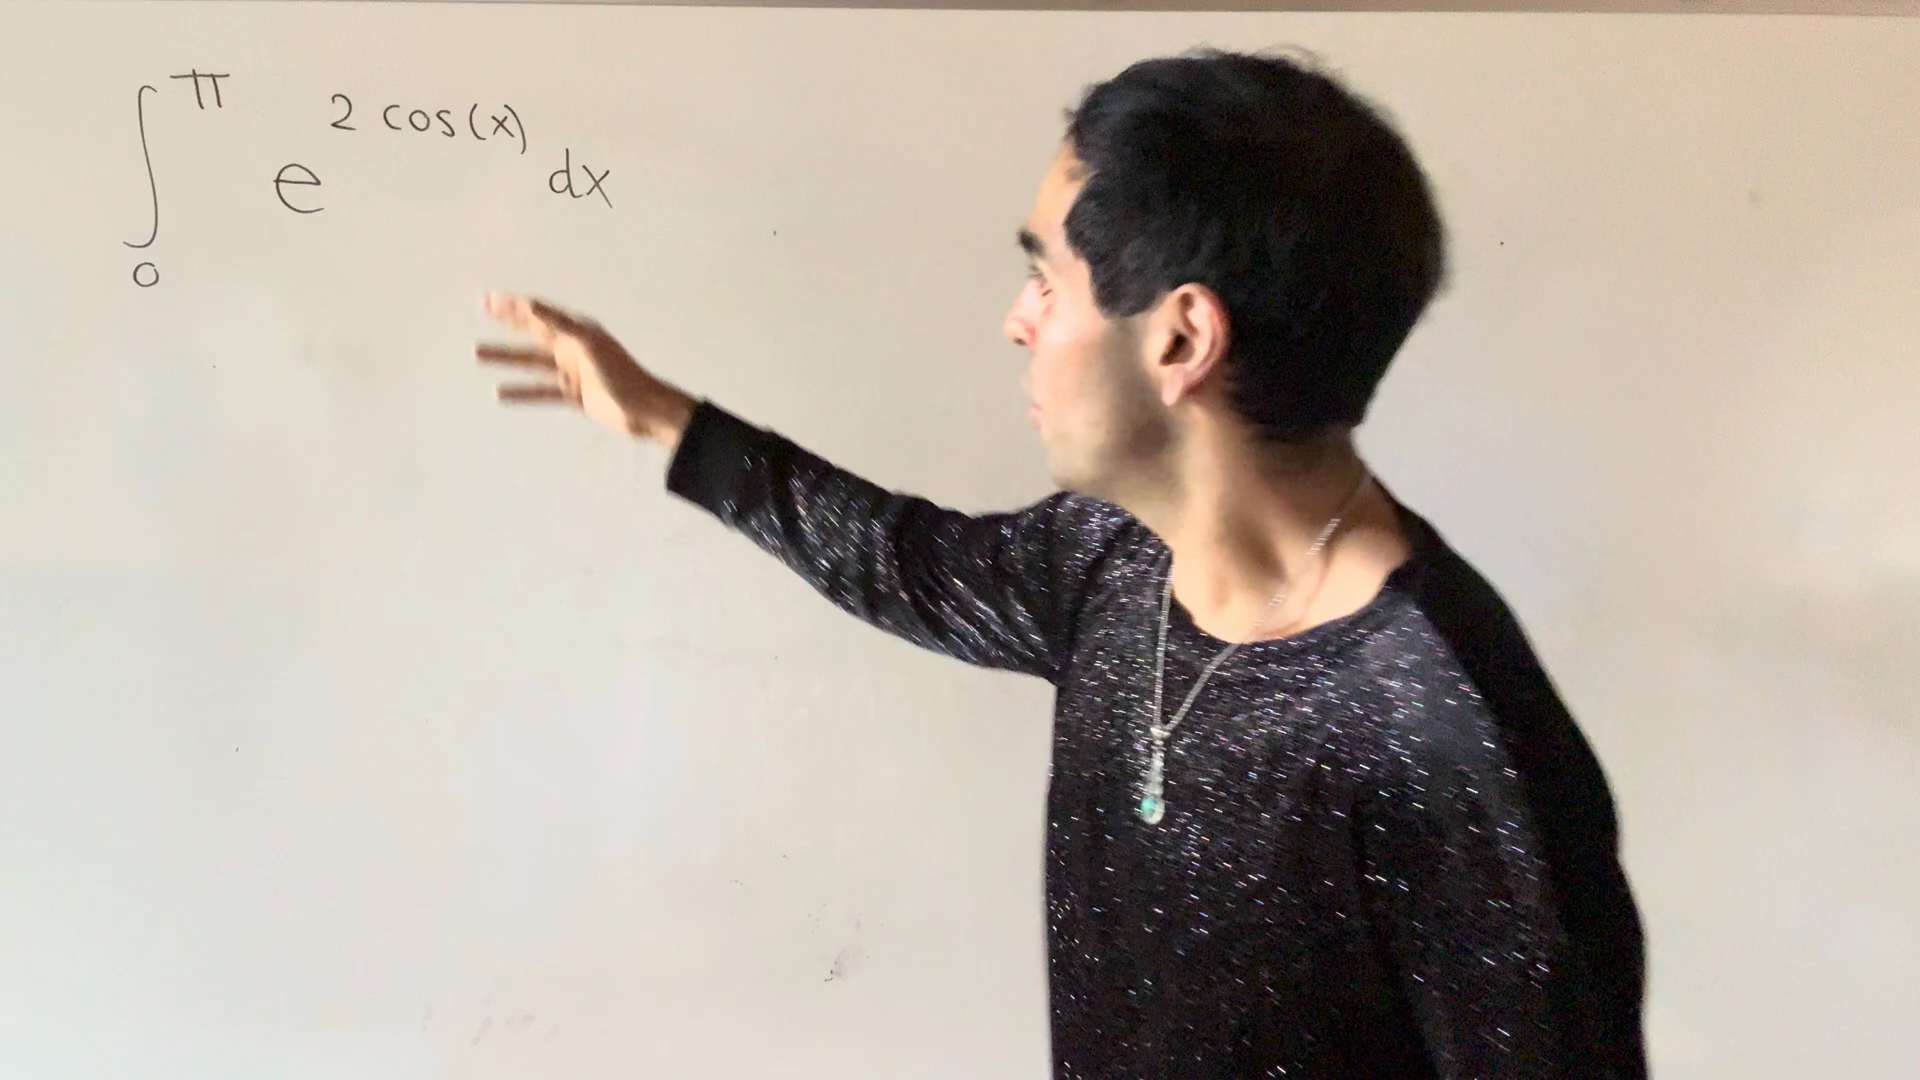 ∫₀^π e^{2 cos(x)} dx